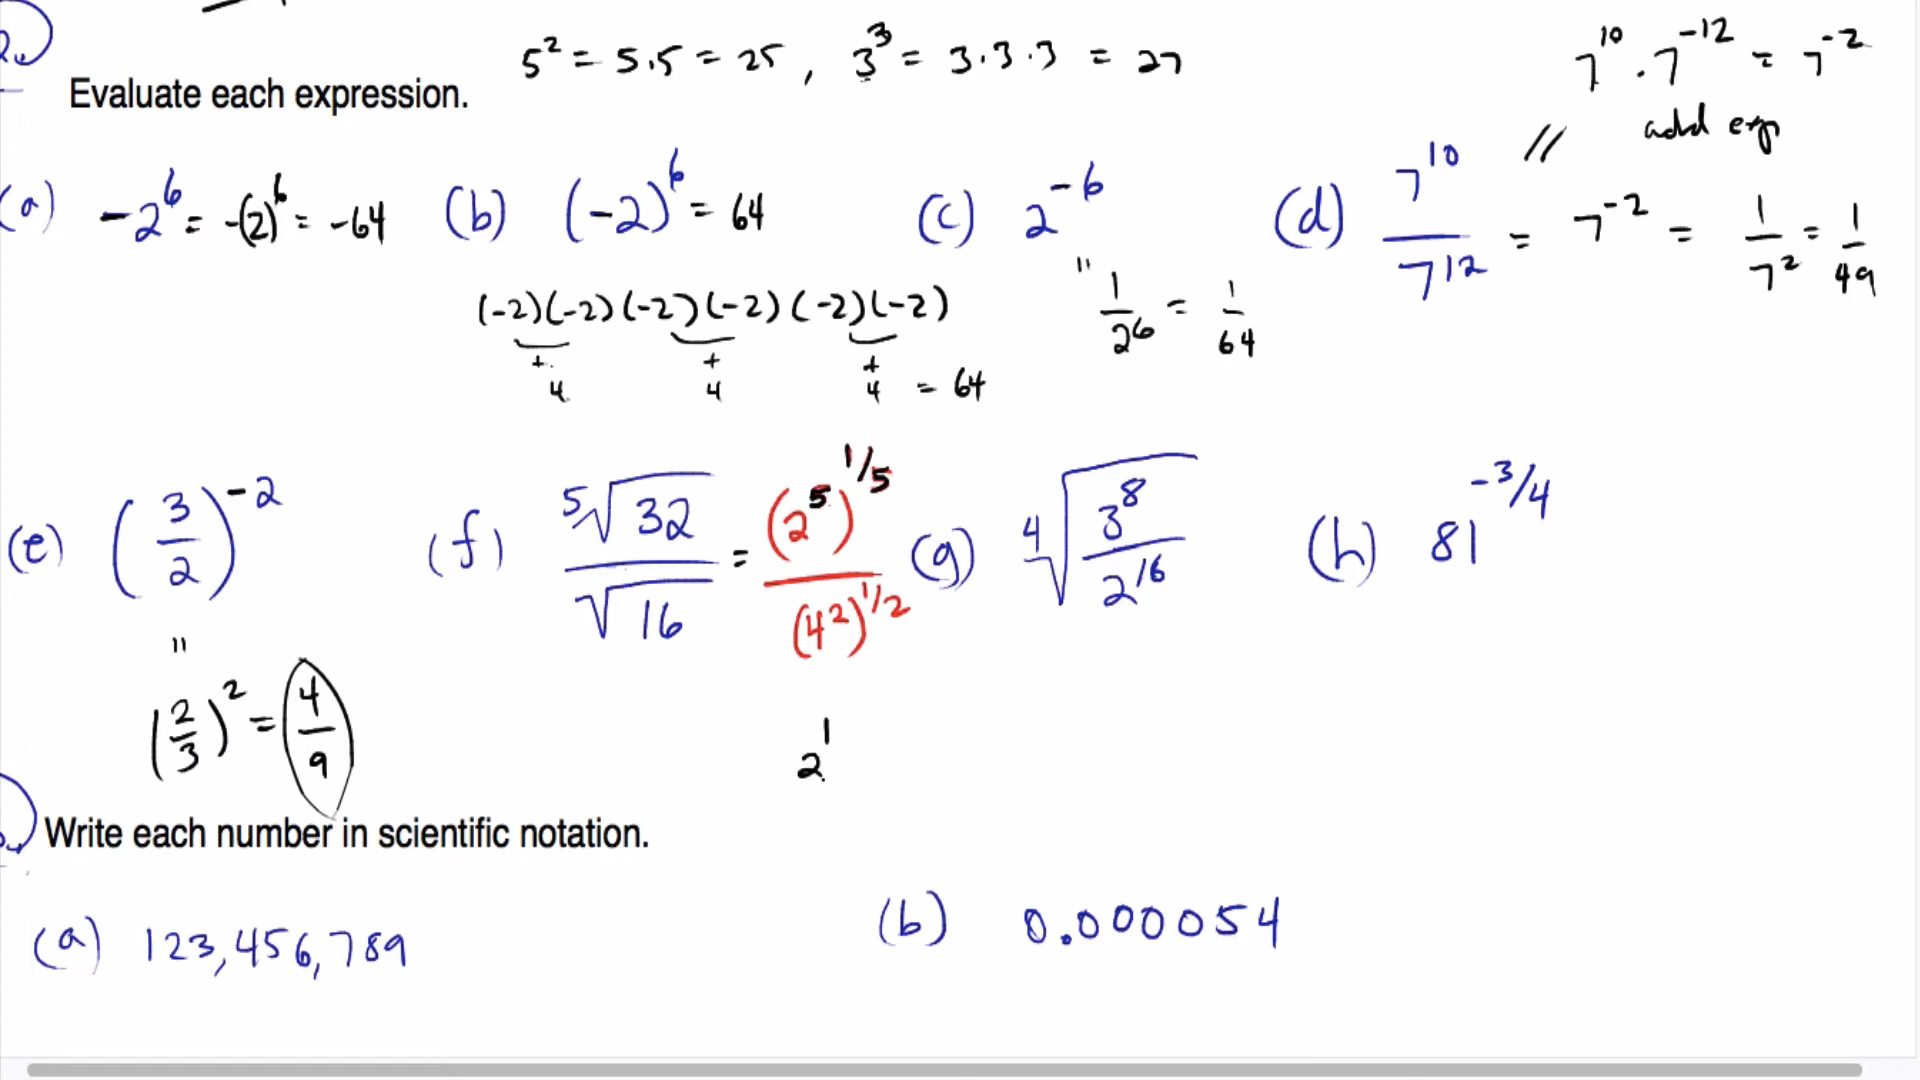 2.
5² = 5·5 = 25 , 3³ = 3·3·3 = 27
7¹⁰ · 7⁻¹² = 7⁻²
Evaluate each expression.
add exp
(a) -2⁶ = -(2)⁶ = -64 (b) (-2)⁶ = 64 (c) 2⁻⁶ (d) 7¹⁰/7¹² = 7⁻² = 1/7² = 1/49
(-2)(-2)(-2)(-2)(-2)(-2)
" 1/2⁶ = 1/64
+ + +
4 4 4 = 64
(e) (3/2)⁻² (f) ⁵√32/√16 = (2⁵)^1/5/(4²)^1/2 (g) ⁴√(3⁸/2¹⁶) (h) 81^-3/4
"
(2/3)² = 4/9
2¹
Write each number in scientific notation.
(a) 123,456,789 (b) 0.000054